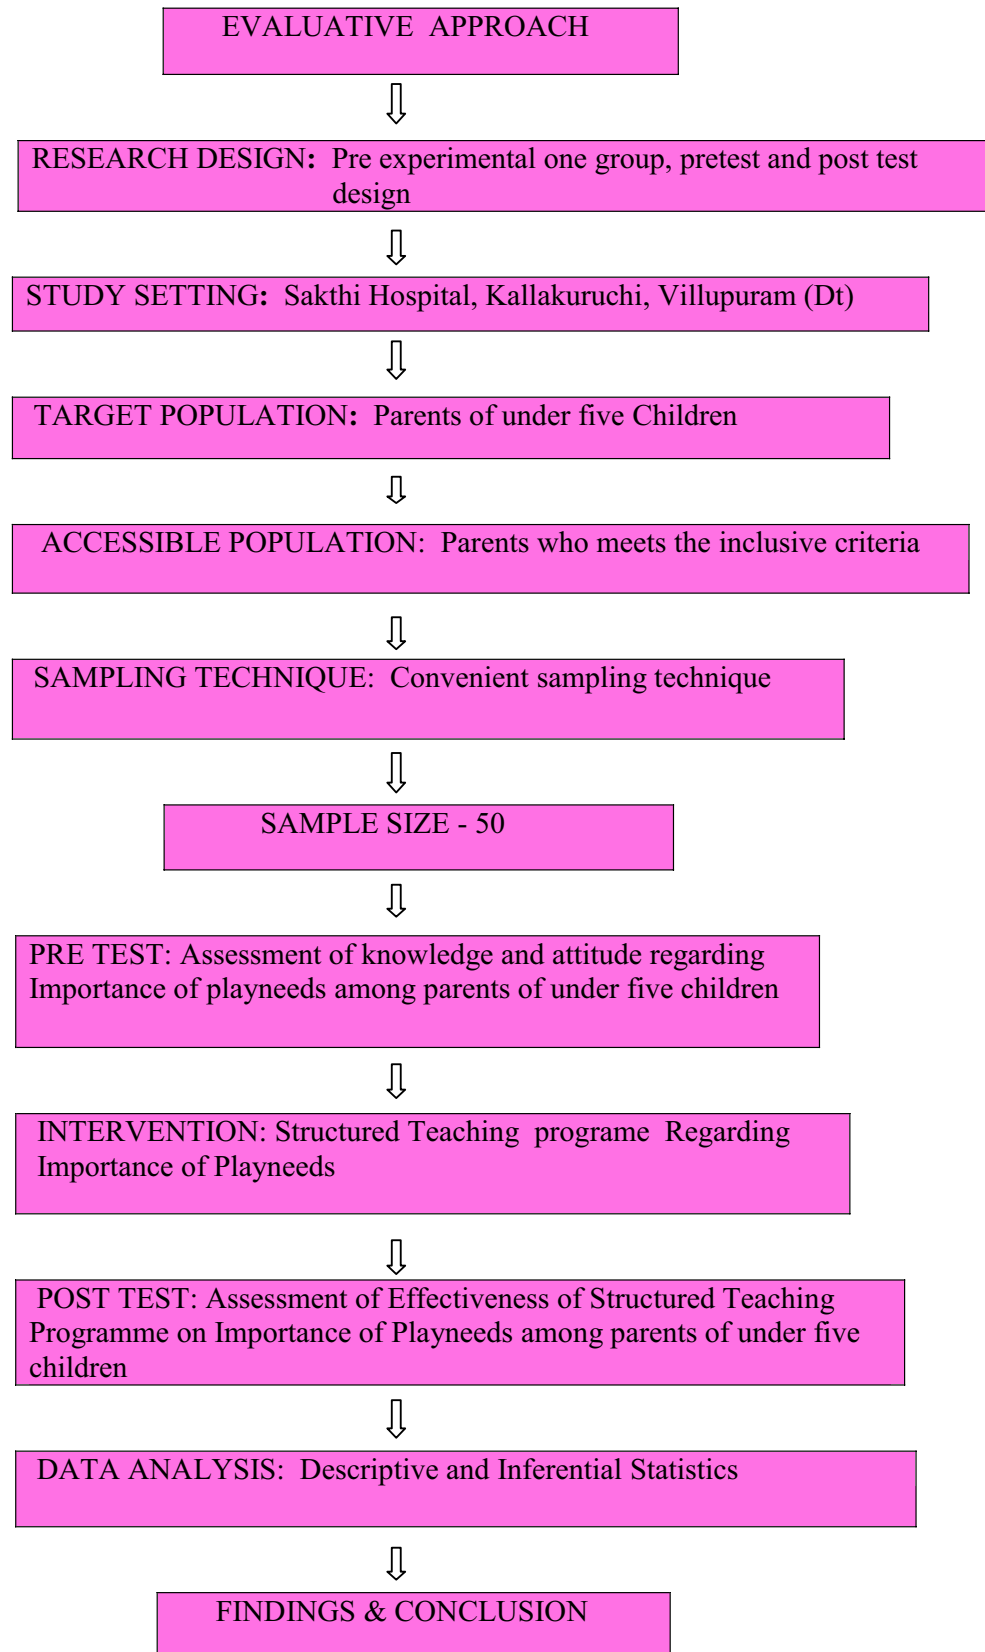 EVALUATIVE APPROACH
RESEARCH DESIGN: Pre experimental one group, pretest and post test
design
STUDY SETTING: Sakthi Hospital, Kallakuruchi, Villupuram (Dt)
TARGET POPULATION: Parents of under five Children
ACCESSIBLE POPULATION: Parents who meets the inclusive criteria
SAMPLING TECHNIQUE: Convenient sampling technique
SAMPLE SIZE - 50
PRE TEST: Assessment of knowledge and attitude regarding
Importance of playneeds among parents of under five children
INTERVENTION: Structured Teaching programe Regarding
Importance of Playneeds
POST TEST: Assessment of Effectiveness of Structured Teaching
Programme on Importance of Playneeds among parents of under five
children
DATA ANALYSIS: Descriptive and Inferential Statistics
FINDINGS & CONCLUSION